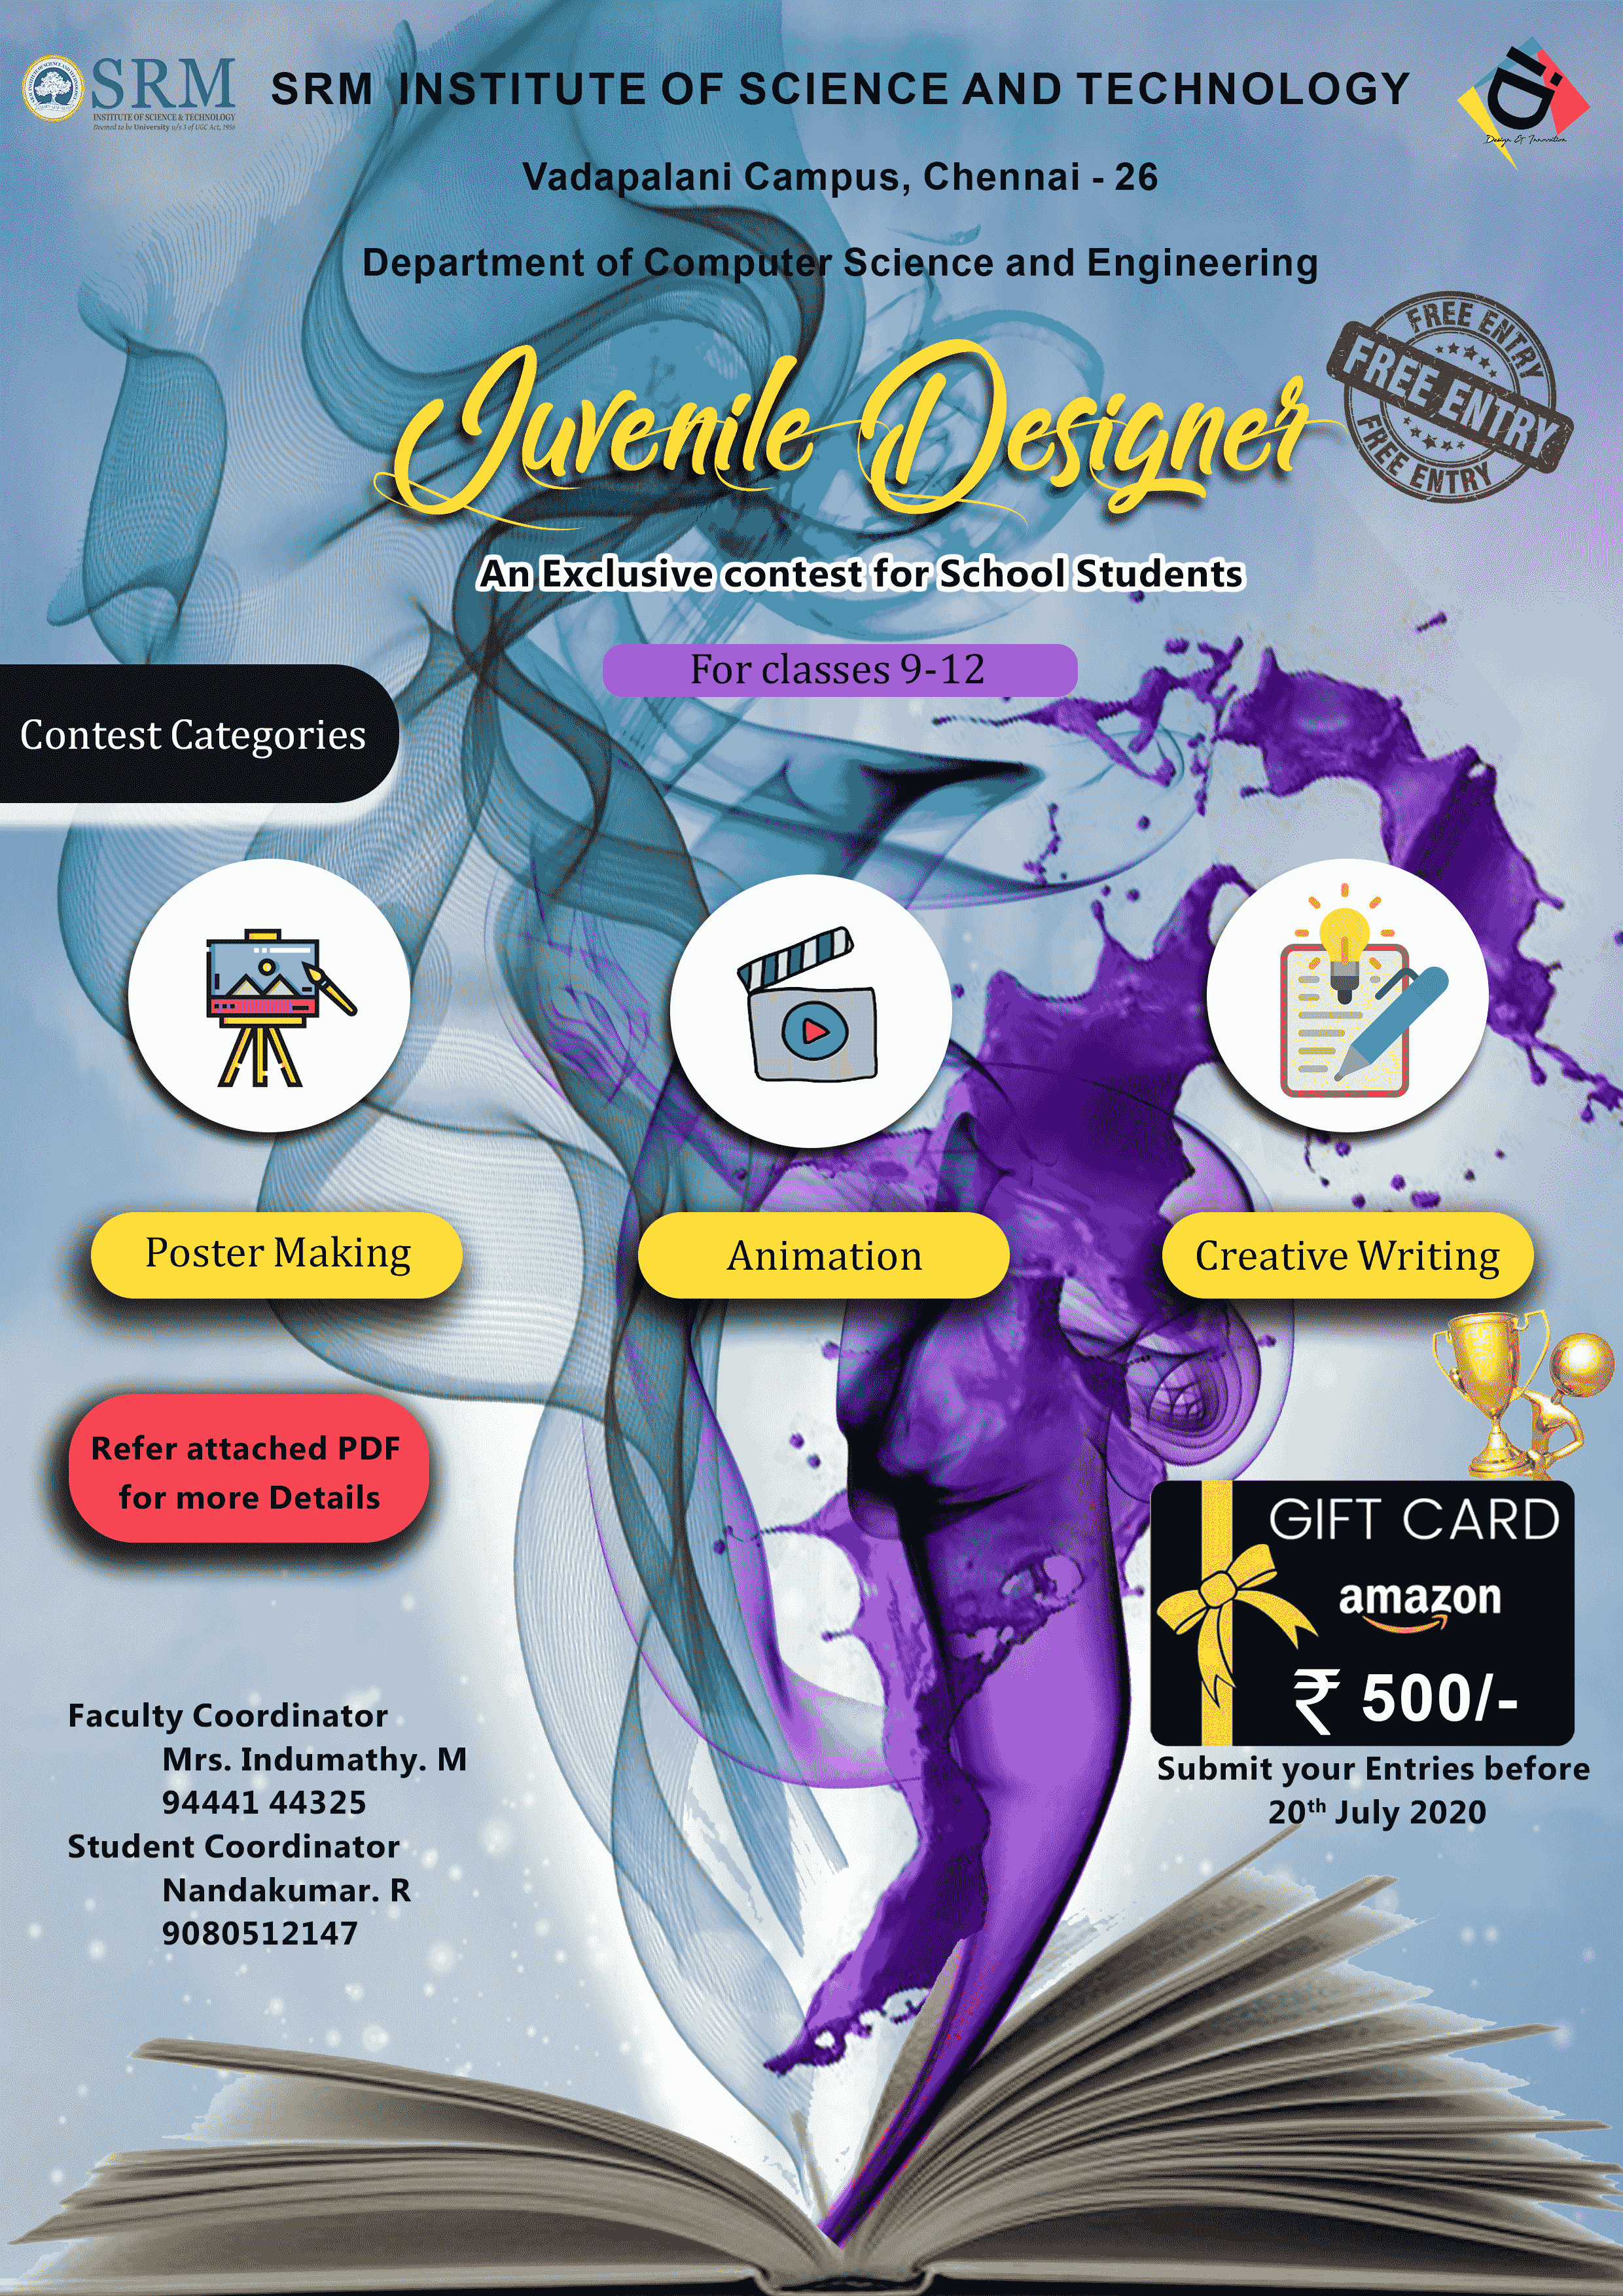 SRM
INSTITUTE OF SCIENCE & TECHNOLOGY
Deemed to be University u/s 3 of UGC Act, 1956
SRM INSTITUTE OF SCIENCE AND TECHNOLOGY
Di
Design & Innovation
Vadapalani Campus, Chennai - 26
Department of Computer Science and Engineering
FREE ENTRY
FREE ENTRY
FREE ENTRY
Juvenile Designer
An Exclusive contest for School Students
For classes 9-12
Contest Categories
Poster Making
Animation
Creative Writing
Refer attached PDF
for more Details
GIFT CARD
amazon
₹ 500/-
Submit your Entries before
20th July 2020
Faculty Coordinator
Mrs. Indumathy. M
94441 44325
Student Coordinator
Nandakumar. R
9080512147